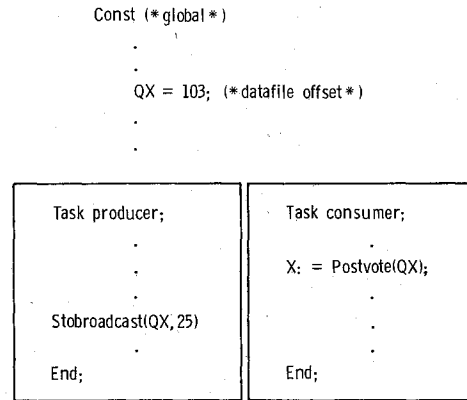 Const (*global*)
.
.
QX = 103; (*datafile offset*)
.
.
Task producer;
.
.
.
Stobroadcast(QX, 25)
.
End;
Task consumer;
.
X: = Postvote(QX);
.
.
.
End;